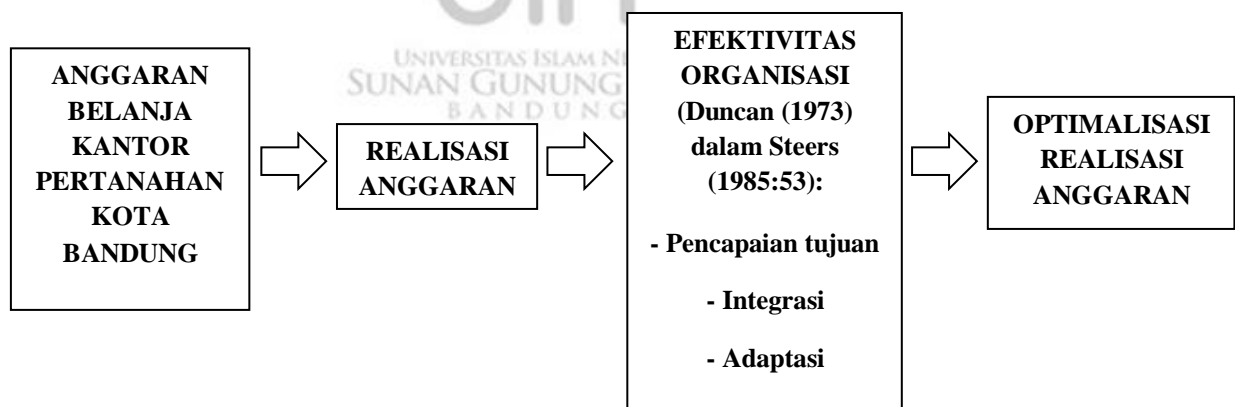 UNIVERSITAS ISLAM
SUNAN GUNUNG
BANDUNG
ANGGARAN
BELANJA
KANTOR
PERTANAHAN
KOTA
BANDUNG
REALISASI
ANGGARAN
EFEKTIVITAS
ORGANISASI
(Duncan (1973)
dalam Steers
(1985:53):
- Pencapaian tujuan
- Integrasi
- Adaptasi
OPTIMALISASI
REALISASI
ANGGARAN